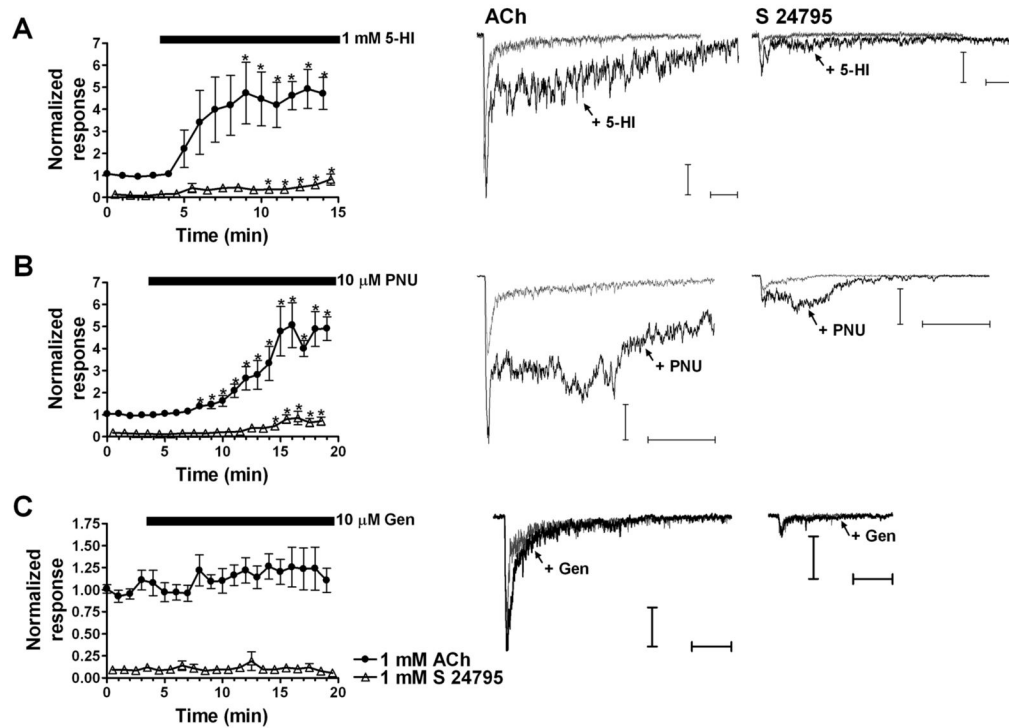 A
1 mM 5-HI
Normalized
response
7
6
5
4
3
2
1
0
* * * * * *
* * * * *
0 5 10 15
Time (min)
ACh
+ 5-HI
S 24795
+ 5-HI
B
10 µM PNU
Normalized
response
7
6
5
4
3
2
1
0
* * * * * * * * * * *
* * * * *
0 5 10 15 20
Time (min)
+ PNU
+ PNU
C
10 µM Gen
Normalized
response
1.75
1.50
1.25
1.00
0.75
0.50
0.25
0.00
0 5 10 15 20
Time (min)
1 mM ACh
1 mM S 24795
+ Gen
+ Gen